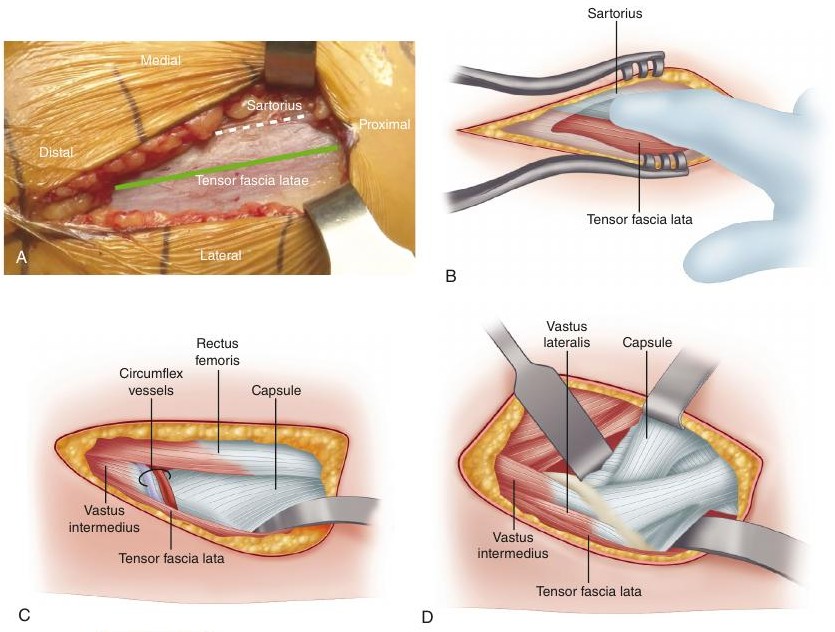 Medial
Sartorius
Proximal
Distal
Tensor fascia latae
Lateral
A
Sartorius
Tensor fascia lata
B
Rectus
femoris
Circumflex
vessels
Capsule
Vastus
intermedius
Tensor fascia lata
C
Vastus
lateralis
Capsule
Vastus
intermedius
Tensor fascia lata
D